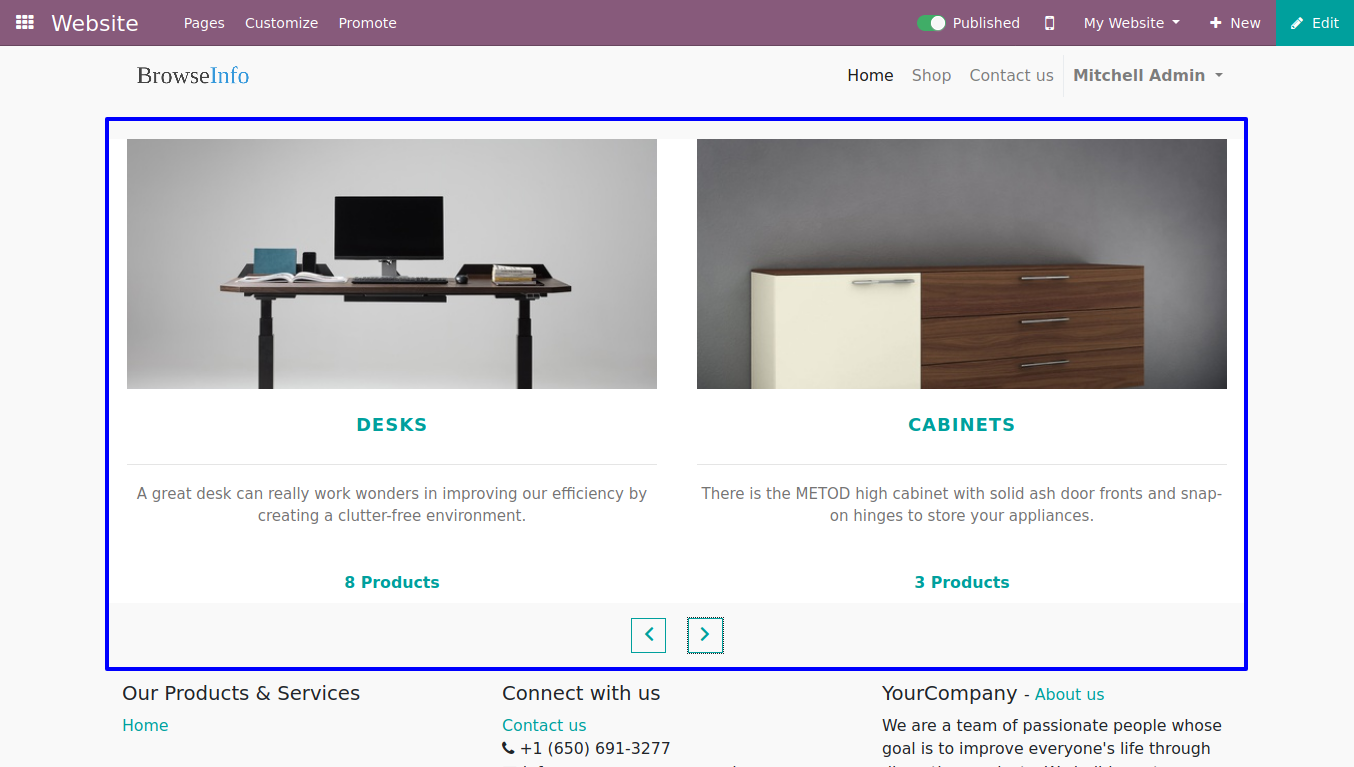 Website Pages Customize Promote Published My Website New Edit
BrowseInfo Home Shop Contact us Mitchell Admin
DESKS
A great desk can really work wonders in improving our efficiency by
creating a clutter-free environment.
8 Products
CABINETS
There is the METOD high cabinet with solid ash door fronts and snap-
on hinges to store your appliances.
3 Products
Our Products & Services
Home
Connect with us
Contact us
+1 (650) 691-3277
YourCompany - About us
We are a team of passionate people whose
goal is to improve everyone's life through